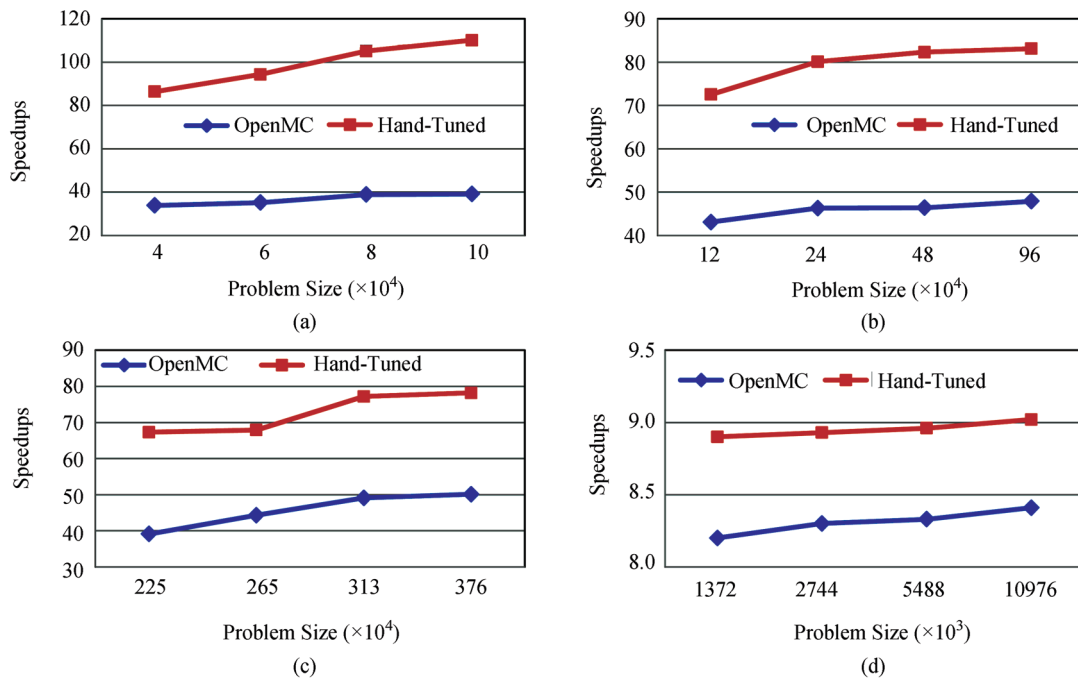 120
100
80
60
40
20
Speedups
OpenMC
Hand-Tuned
4
6
8
10
Problem Size (×10⁴)
(a)
90
80
70
60
50
40
Speedups
OpenMC
Hand-Tuned
12
24
48
96
Problem Size (×10⁴)
(b)
90
80
70
60
50
40
30
Speedups
OpenMC
Hand-Tuned
225
265
313
376
Problem Size (×10⁴)
(c)
9.5
9.0
8.5
8.0
Speedups
OpenMC
Hand-Tuned
1372
2744
5488
10976
Problem Size (×10³)
(d)